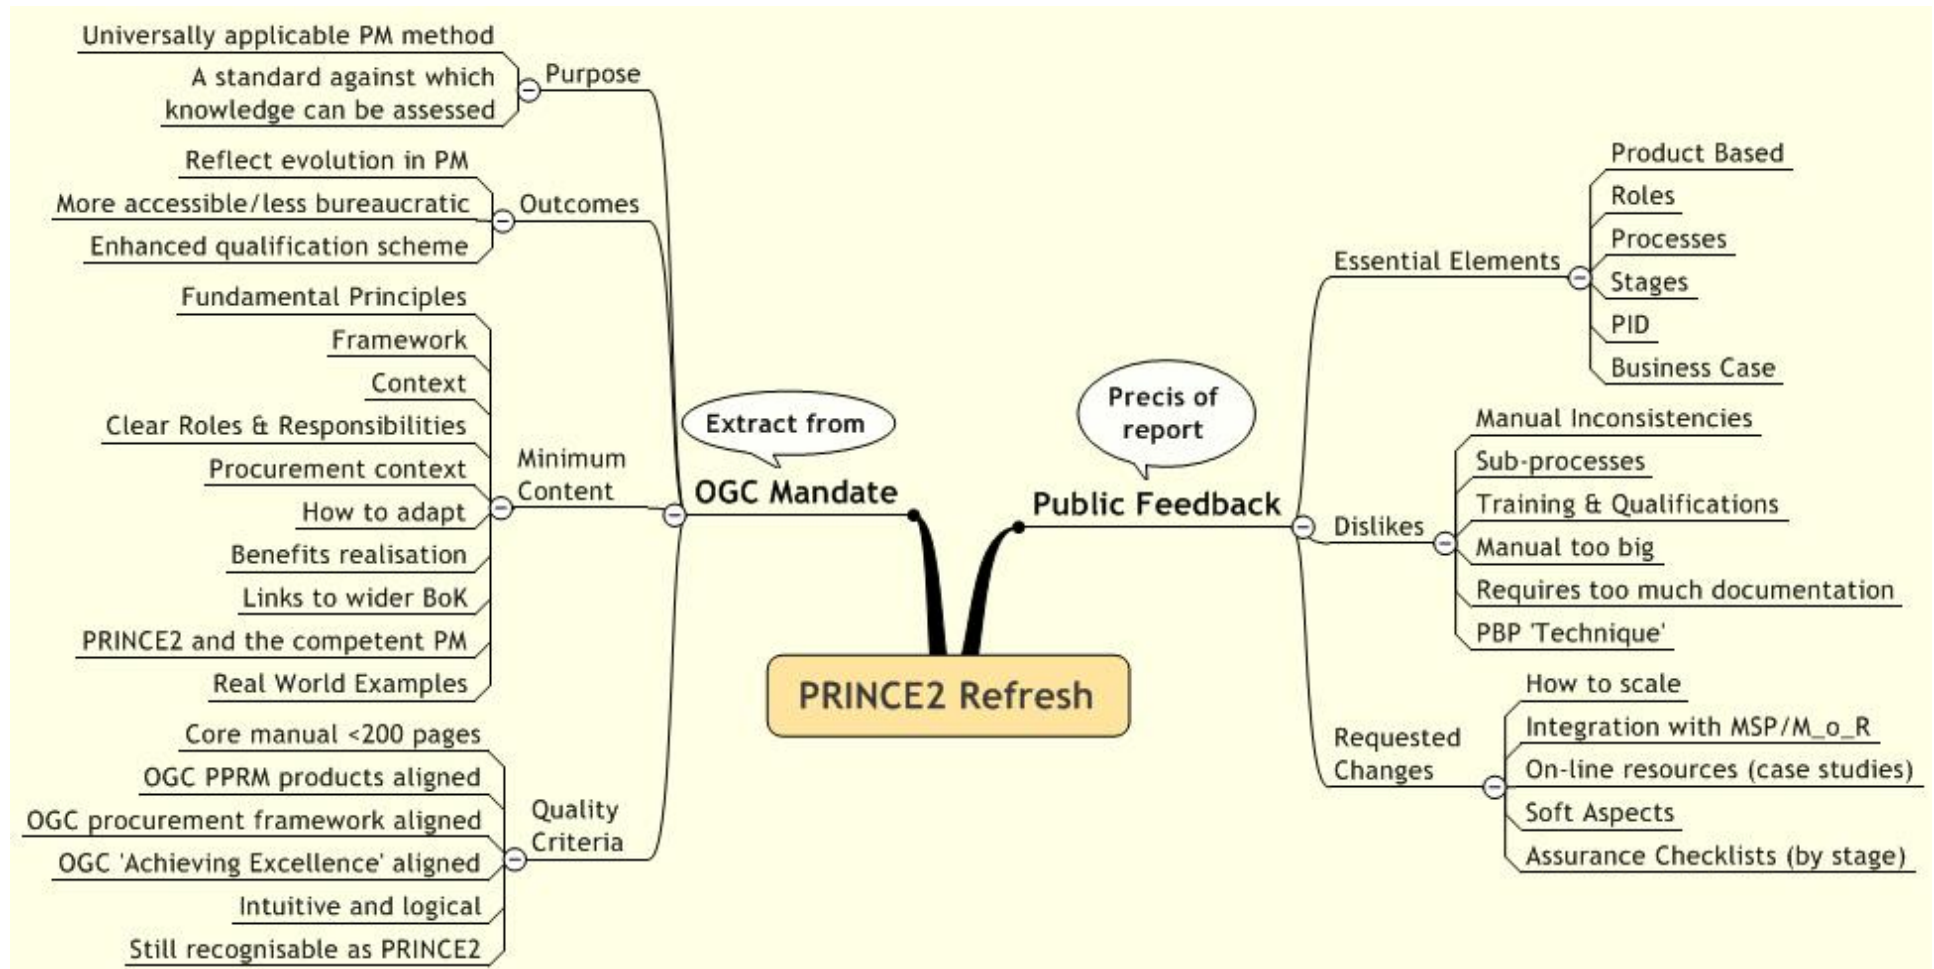 Universally applicable PM method
A standard against which
knowledge can be assessed
Purpose
Reflect evolution in PM
More accessible/less bureaucratic
Enhanced qualification scheme
Outcomes
Fundamental Principles
Framework
Context
Clear Roles & Responsibilities
Procurement context
How to adapt
Benefits realisation
Links to wider BoK
PRINCE2 and the competent PM
Real World Examples
Minimum
Content
Core manual <200 pages
OGC PPRM products aligned
OGC procurement framework aligned
OGC 'Achieving Excellence' aligned
Intuitive and logical
Still recognisable as PRINCE2
Quality
Criteria
Extract from
OGC Mandate
PRINCE2 Refresh
Precis of
report
Public Feedback
Essential Elements
Product Based
Roles
Processes
Stages
PID
Business Case
Dislikes
Manual Inconsistencies
Sub-processes
Training & Qualifications
Manual too big
Requires too much documentation
PBP 'Technique'
Requested
Changes
How to scale
Integration with MSP/M_o_R
On-line resources (case studies)
Soft Aspects
Assurance Checklists (by stage)